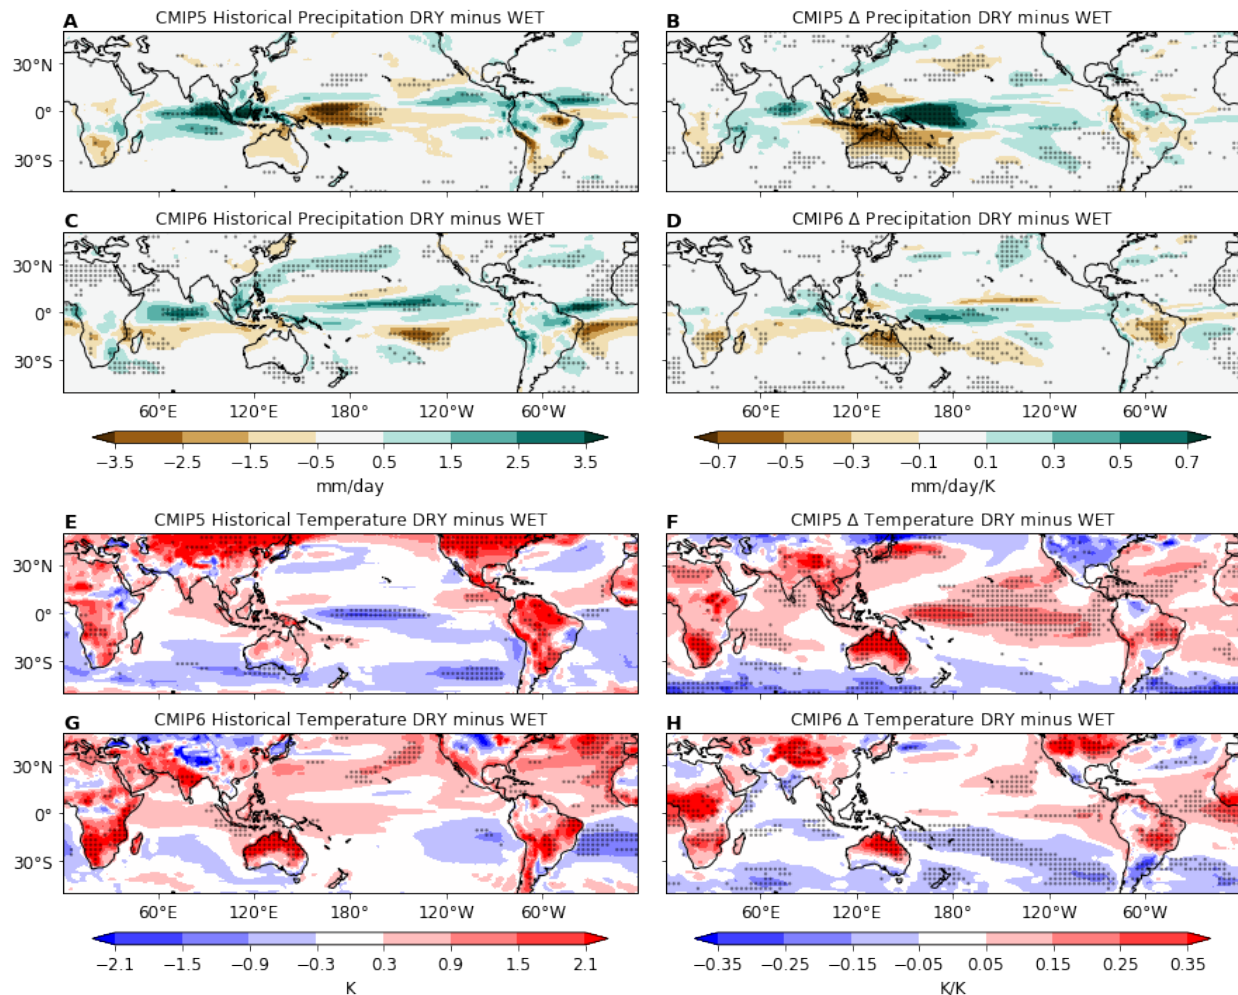 A CMIP5 Historical Precipitation DRY minus WET
B CMIP5 Δ Precipitation DRY minus WET
30°N
0°
30°S
C CMIP6 Historical Precipitation DRY minus WET
D CMIP6 Δ Precipitation DRY minus WET
30°N
0°
30°S
60°E 120°E 180° 120°W 60°W
60°E 120°E 180° 120°W 60°W
−3.5 −2.5 −1.5 −0.5 0.5 1.5 2.5 3.5
mm/day
−0.7 −0.5 −0.3 −0.1 0.1 0.3 0.5 0.7
mm/day/K
E CMIP5 Historical Temperature DRY minus WET
F CMIP5 Δ Temperature DRY minus WET
30°N
0°
30°S
G CMIP6 Historical Temperature DRY minus WET
H CMIP6 Δ Temperature DRY minus WET
30°N
0°
30°S
60°E 120°E 180° 120°W 60°W
60°E 120°E 180° 120°W 60°W
−2.1 −1.5 −0.9 −0.3 0.3 0.9 1.5 2.1
K
−0.35 −0.25 −0.15 −0.05 0.05 0.15 0.25 0.35
K/K